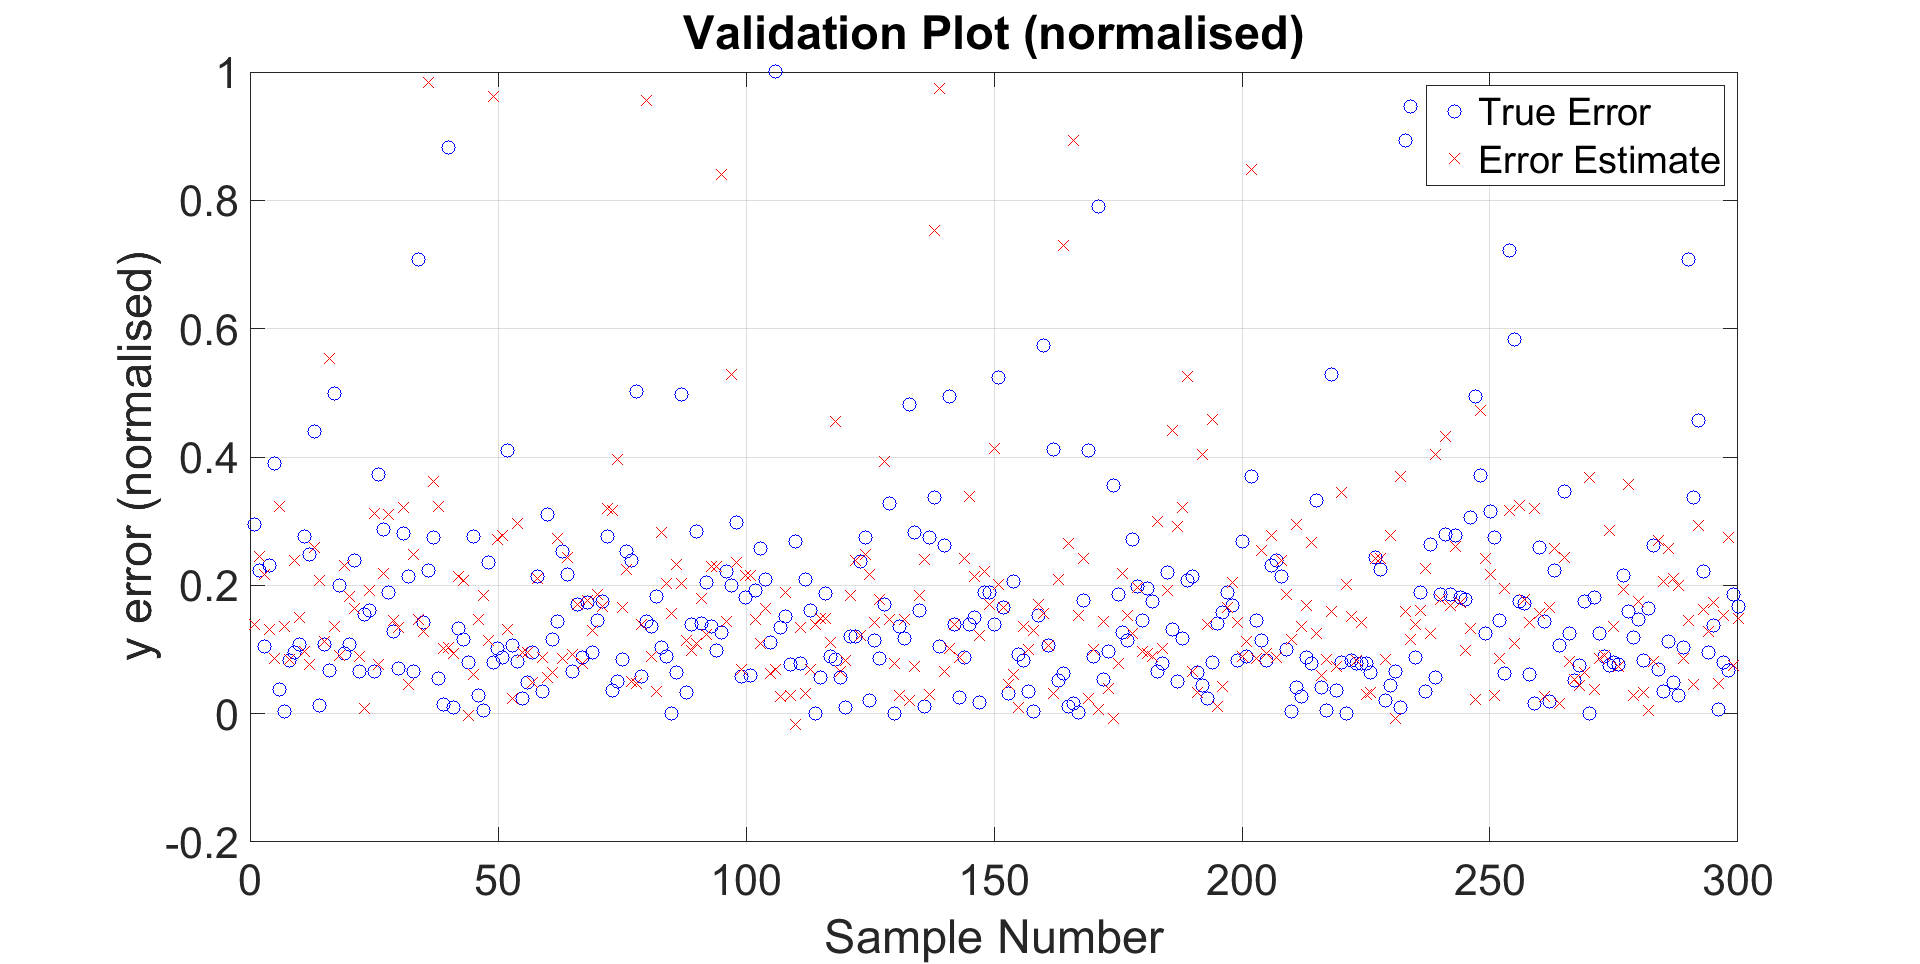 Validation Plot (normalised)
1
0.8
0.6
0.4
0.2
0
-0.2
y error (normalised)
True Error
Error Estimate
0
50
100
150
200
250
300
Sample Number